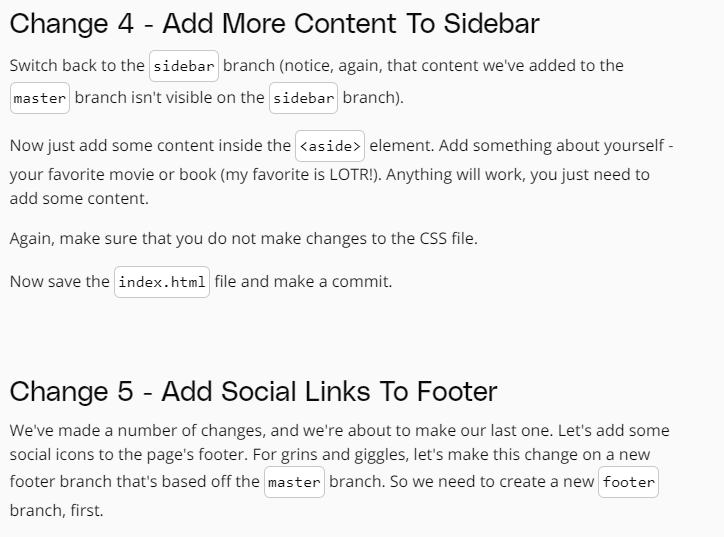 Change 4 - Add More Content To Sidebar
Switch back to the sidebar branch (notice, again, that content we've added to the
master branch isn't visible on the sidebar branch).
Now just add some content inside the <aside> element. Add something about yourself -
your favorite movie or book (my favorite is LOTR!). Anything will work, you just need to
add some content.
Again, make sure that you do not make changes to the CSS file.
Now save the index.html file and make a commit.
Change 5 - Add Social Links To Footer
We've made a number of changes, and we're about to make our last one. Let's add some
social icons to the page's footer. For grins and giggles, let's make this change on a new
footer branch that's based off the master branch. So we need to create a new footer
branch, first.